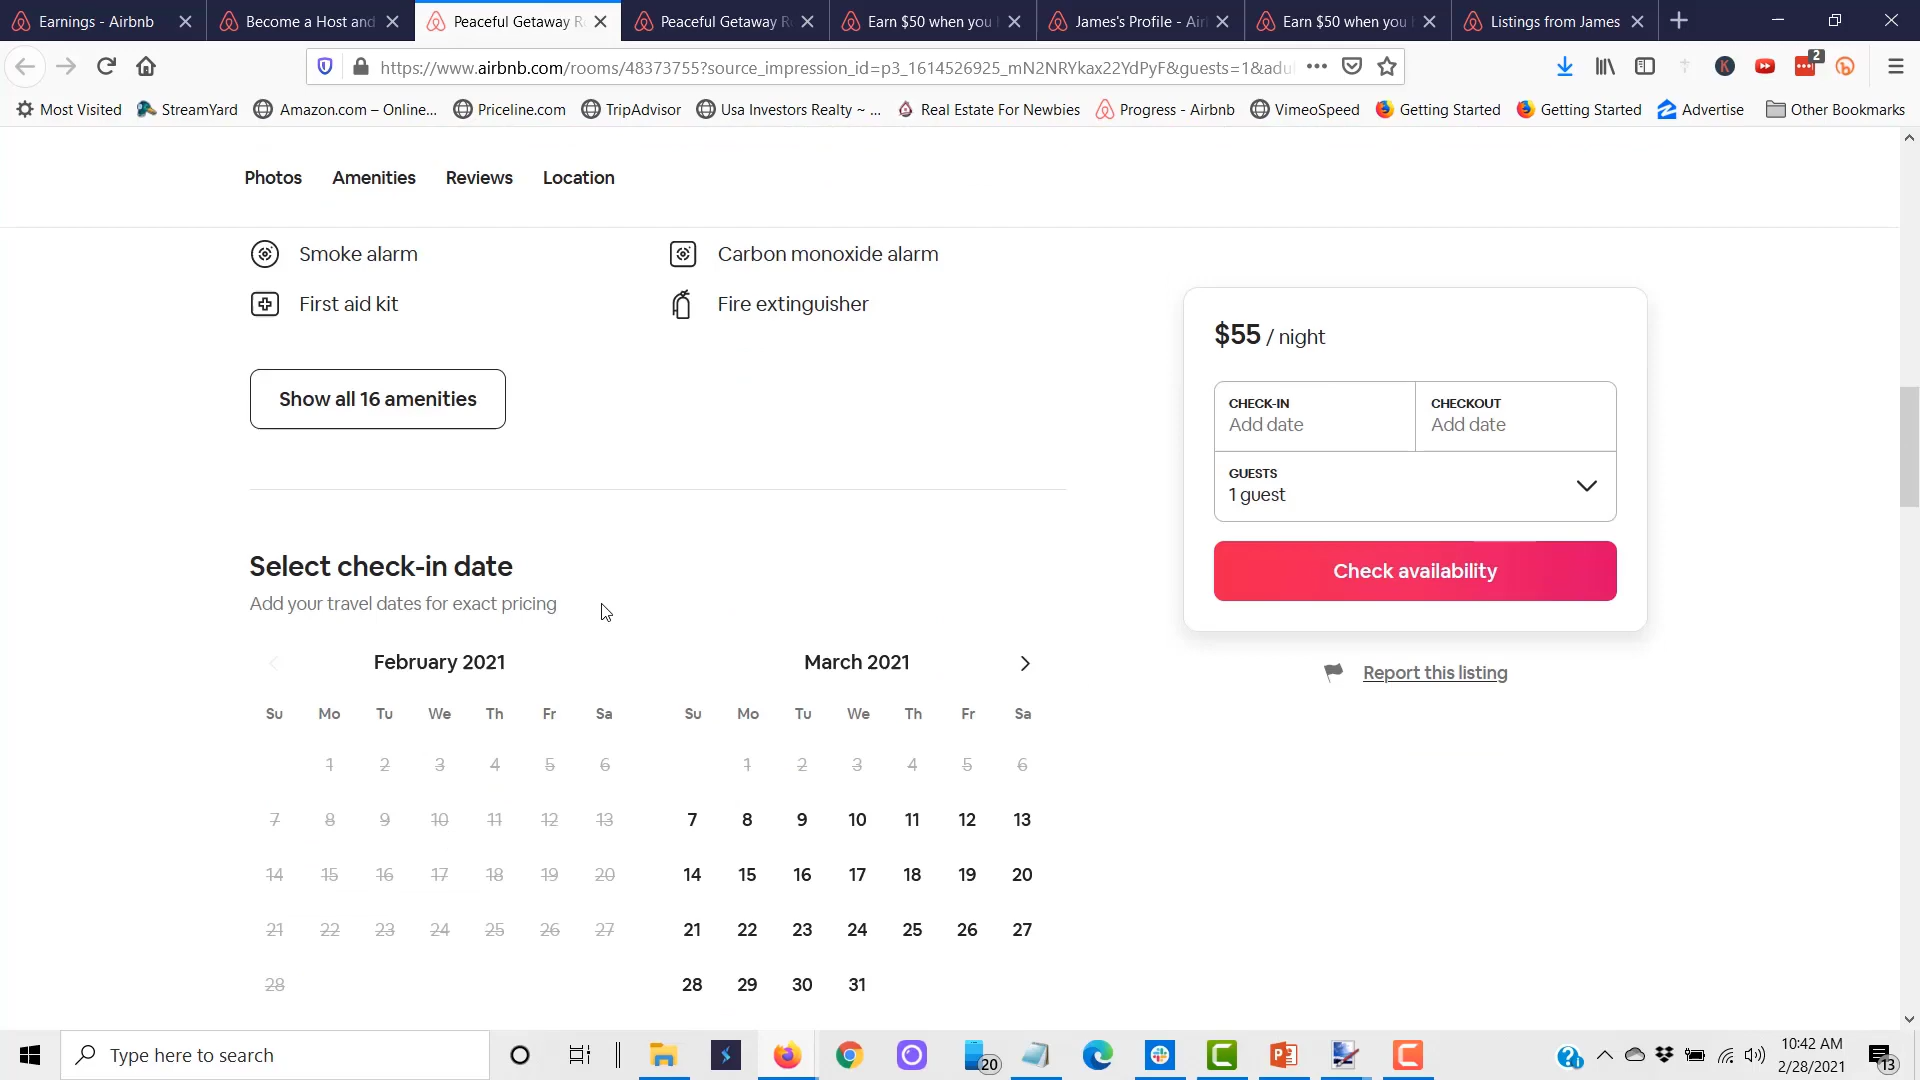 Earnings - Airbnb
Become a Host and
Peaceful Getaway R
Peaceful Getaway R
Earn $50 when you
James's Profile - Air
Earn $50 when you
Listings from James
https://www.airbnb.com/rooms/48373755?source_impression_id=p3_1614526925_mN2NRYkax22YdPyF&guests=1&adul
2
Most Visited
StreamYard
Amazon.com – Online...
Priceline.com
TripAdvisor
Usa Investors Realty ~ ...
Real Estate For Newbies
Progress - Airbnb
VimeoSpeed
Getting Started
Getting Started
Advertise
Other Bookmarks
Photos Amenities Reviews Location
Smoke alarm
Carbon monoxide alarm
First aid kit
Fire extinguisher
Show all 16 amenities
$55 / night
CHECK-IN
Add date
CHECKOUT
Add date
GUESTS
1 guest
Check availability
Report this listing
Select check-in date
Add your travel dates for exact pricing
February 2021
Su Mo Tu We Th Fr Sa
1 2 3 4 5 6
7 8 9 10 11 12 13
14 15 16 17 18 19 20
21 22 23 24 25 26 27
28
March 2021
Su Mo Tu We Th Fr Sa
1 2 3 4 5 6
7 8 9 10 11 12 13
14 15 16 17 18 19 20
21 22 23 24 25 26 27
28 29 30 31
Type here to search
20
10:42 AM
2/28/2021
13